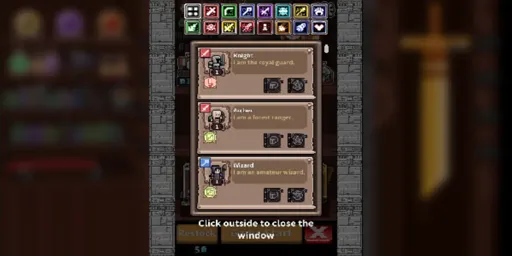 Knight
I am the royal guard.
Archer
I am a forest ranger.
Wizard
I am an amateur wizard.
Click outside to close the
window